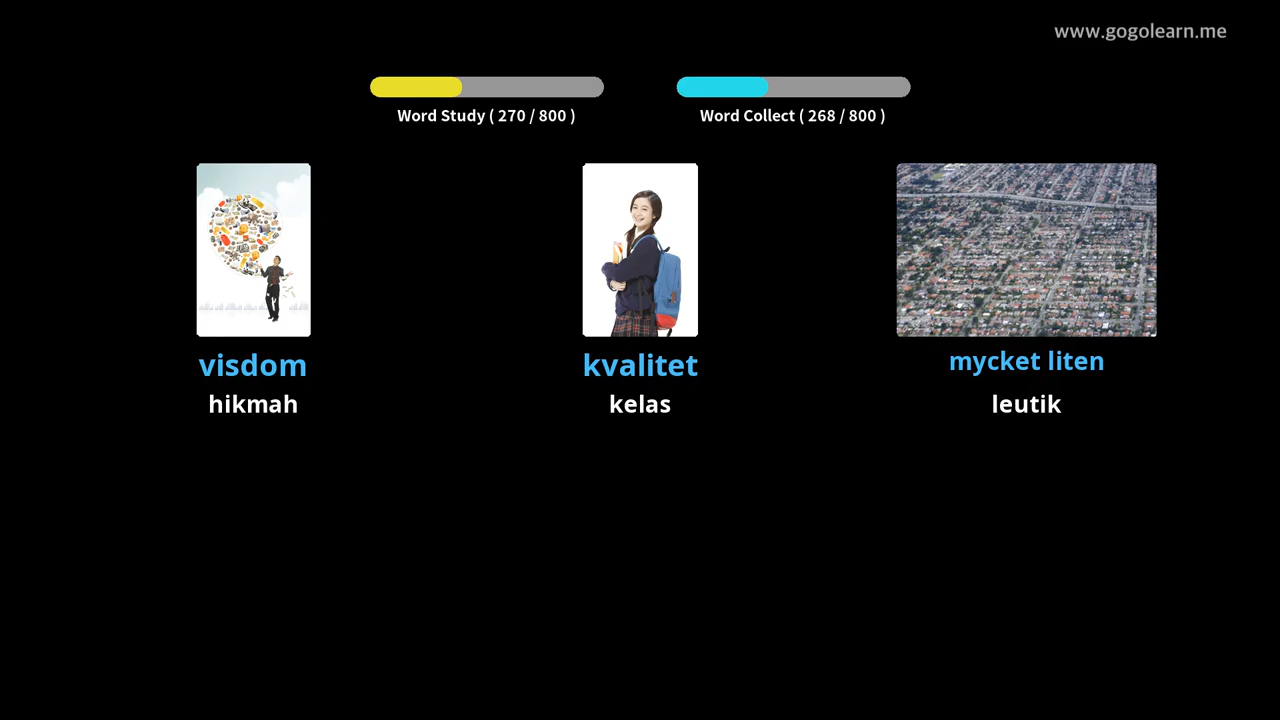 www.gogolearn.me
Word Study ( 270 / 800 )
Word Collect ( 268 / 800 )
visdom
kvalitet
mycket liten
hikmah
kelas
leutik